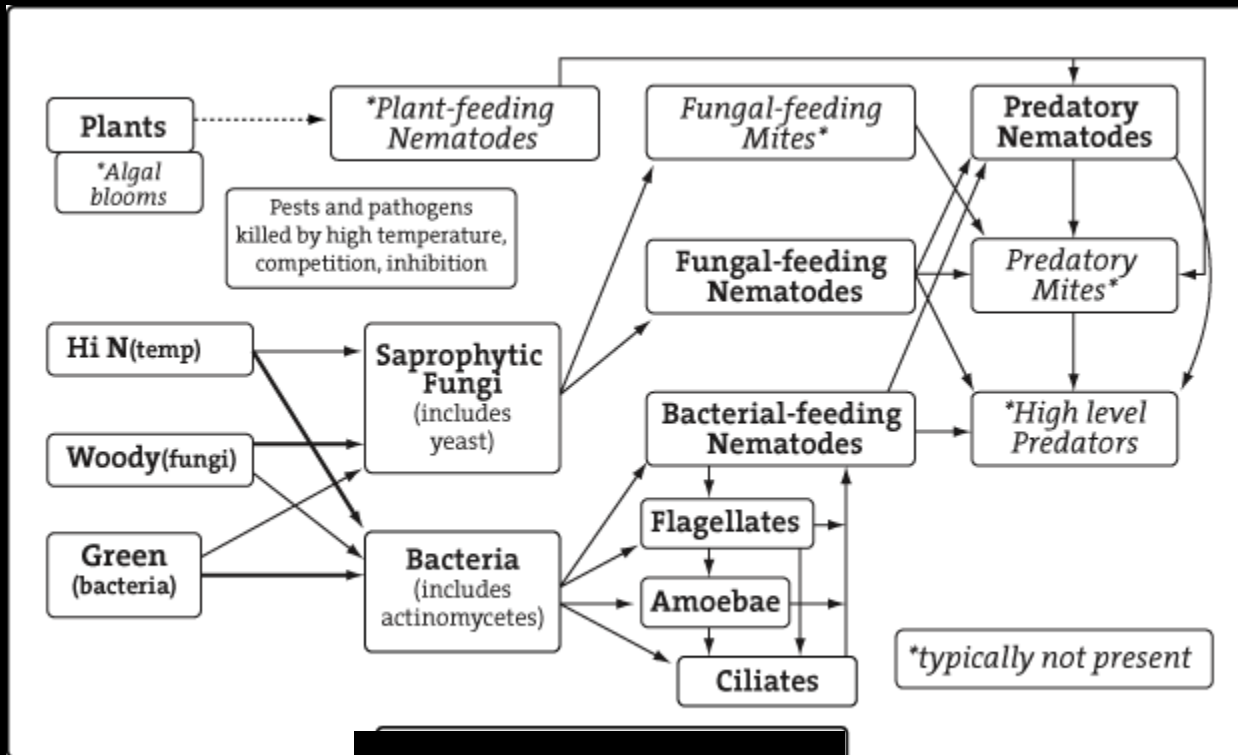 *Plant-feeding
Nematodes
Fungal-feeding
Mites*
Predatory
Nematodes
Plants
*Algal
blooms
Pests and pathogens
killed by high temperature,
competition, inhibition
Fungal-feeding
Nematodes
Predatory
Mites*
Hi N(temp)
Saprophytic
Fungi
(includes
yeast)
Woody(fungi)
Bacterial-feeding
Nematodes
*High level
Predators
Green
(bacteria)
Bacteria
(includes
actinomycetes)
Flagellates
Amoebae
Ciliates
*typically not present